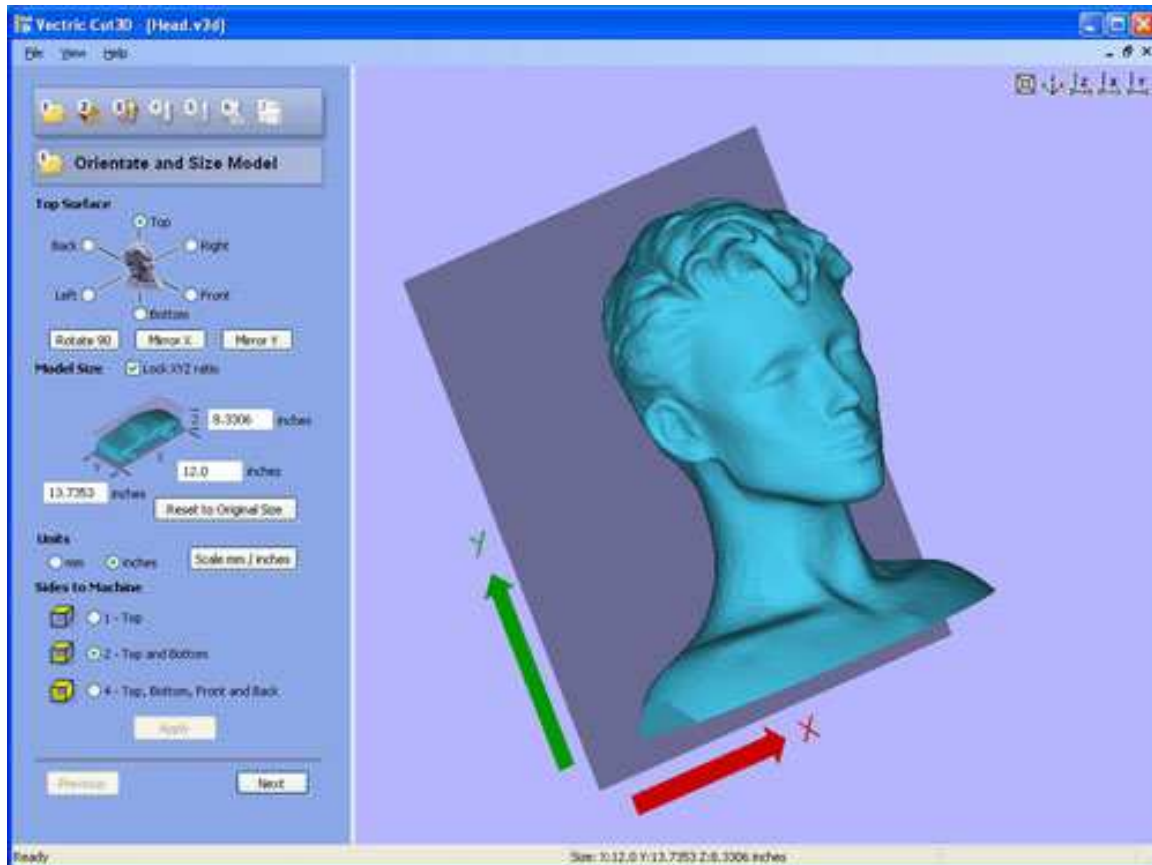 Vectric Cut3D - [Head.v3d]
File View Help
Orientate and Size Model
Top Surface
Top
Back Right
Left Front
Bottom
Rotate 90 Mirror X Mirror Y
Model Size Lock XYZ ratio
8.3306 inches
12.0 inches
13.7353 inches
Reset to Original Size
Units
mm inches Scale mm / inches
Sides to Machine
1 - Top
2 - Top and Bottom
4 - Top, Bottom, Front and Back
Apply
Previous Next
Y
X
Ready Size: X:12.0 Y:13.7353 Z:8.3306 inches